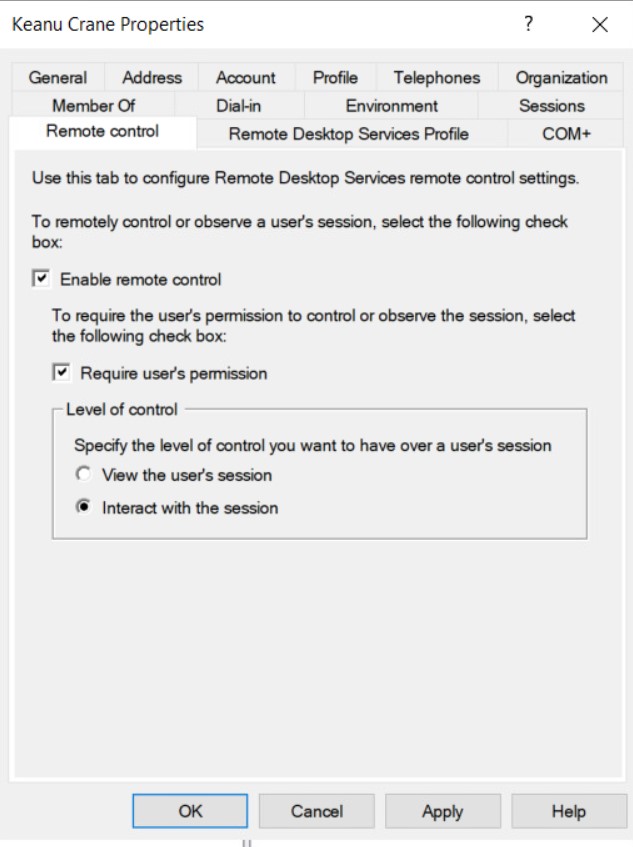 Keanu Crane Properties ? ×
General Address Account Profile Telephones Organization
Member Of Dial-in Environment Sessions
Remote control Remote Desktop Services Profile COM+
Use this tab to configure Remote Desktop Services remote control settings.
To remotely control or observe a user's session, select the following check
box:
Enable remote control
To require the user's permission to control or observe the session, select
the following check box:
Require user's permission
Level of control
Specify the level of control you want to have over a user's session
View the user's session
Interact with the session
OK Cancel Apply Help